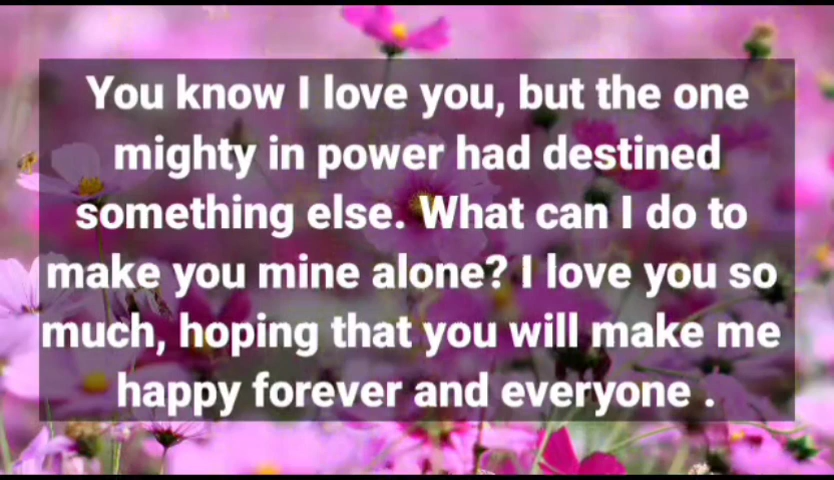 You know I love you, but the one
mighty in power had destined
something else. What can I do to
make you mine alone? I love you so
much, hoping that you will make me
happy forever and everyone .